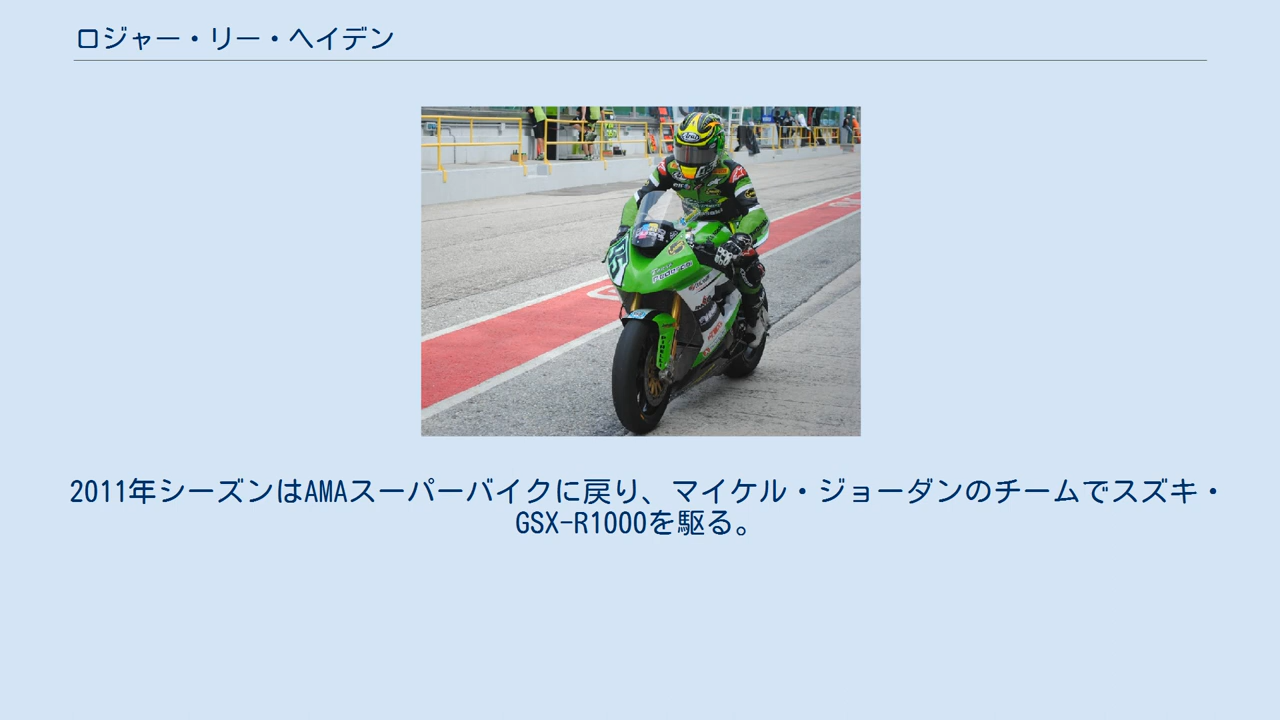 ロジャー・リー・ヘイデン
2011年シーズンはAMAスーパーバイクに戻り、マイケル・ジョーダンのチームでスズキ・
GSX-R1000を駆る。